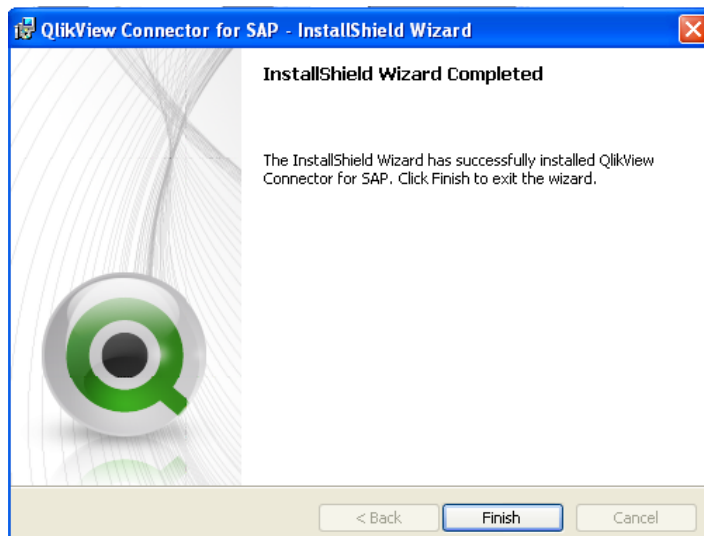 QlikView Connector for SAP - InstallShield Wizard
InstallShield Wizard Completed
The InstallShield Wizard has successfully installed QlikView
Connector for SAP. Click Finish to exit the wizard.
< Back
Finish
Cancel